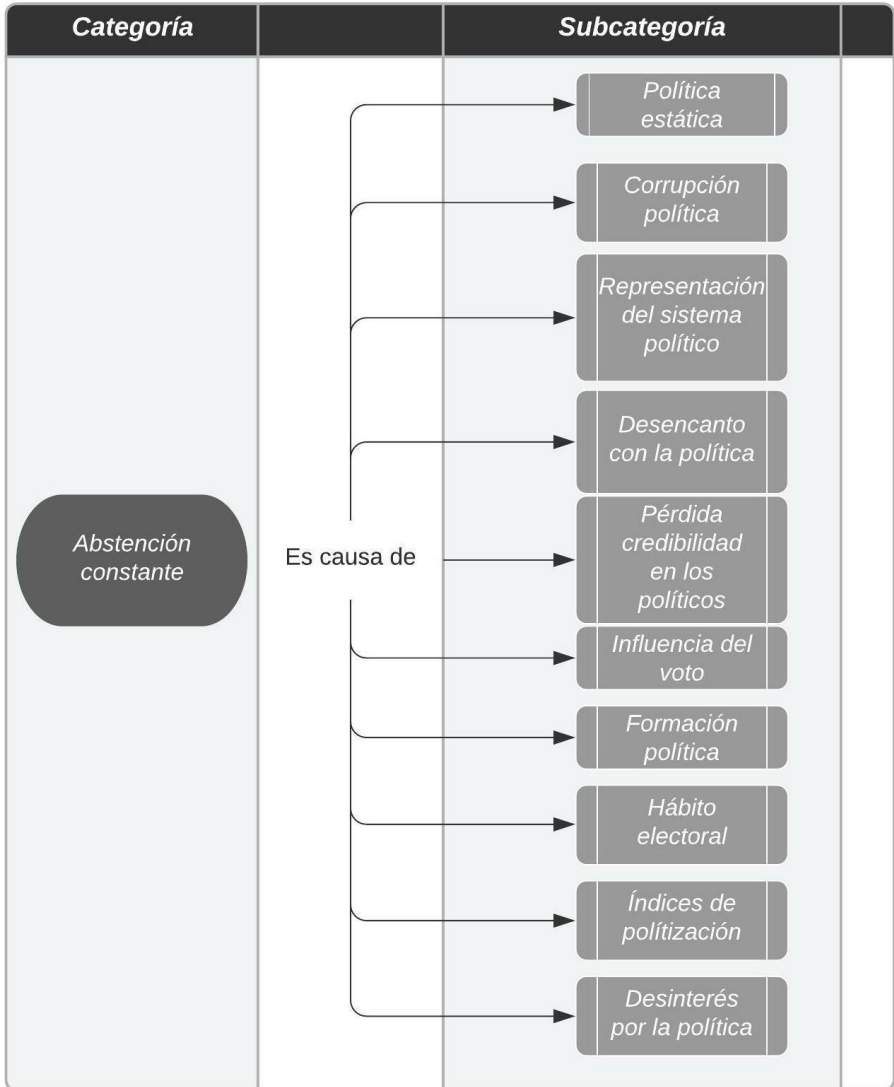 Categoría
Subcategoría
Política
estática
Corrupción
política
Representación
del sistema
político
Desencanto
con la política
Abstención
constante
Es causa de
Pérdida
credibilidad
en los
políticos
Influencia del
voto
Formación
política
Hábito
electoral
Índices de
polítización
Desinterés
por la política